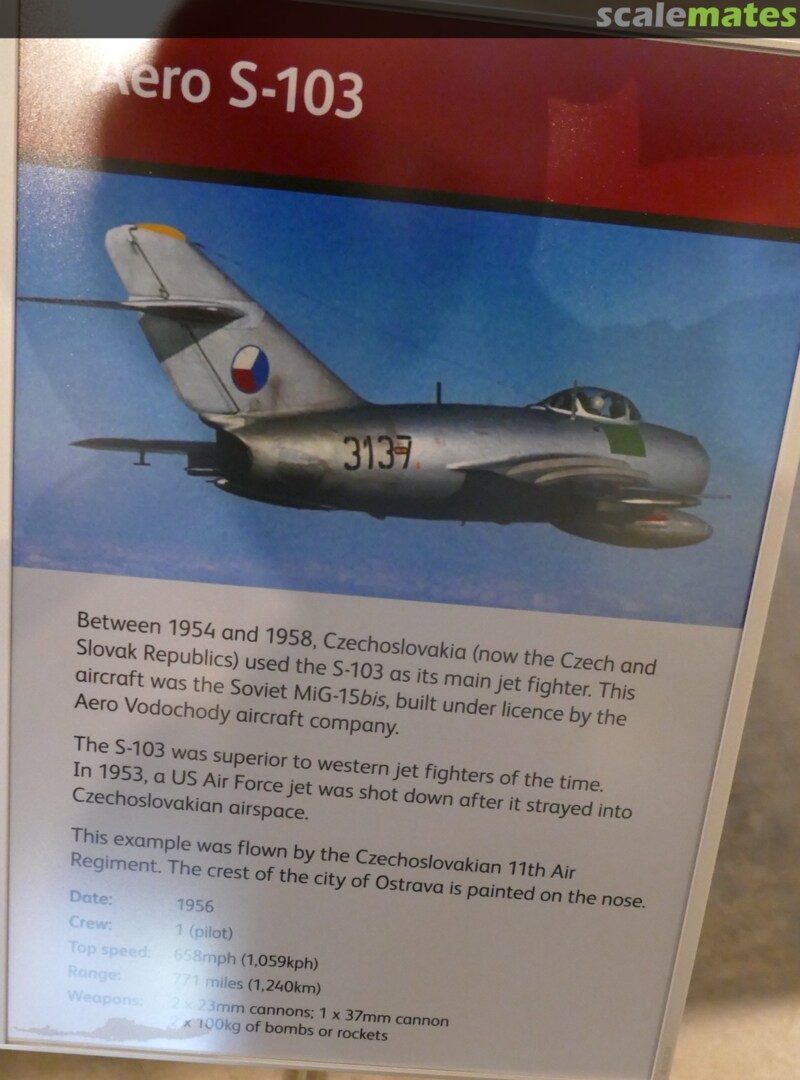 scalemates
Aero S-103
3137
Between 1954 and 1958, Czechoslovakia (now the Czech and
Slovak Republics) used the S-103 as its main jet fighter. This
aircraft was the Soviet MiG-15bis, built under licence by the
Aero Vodochody aircraft company.
The S-103 was superior to western jet fighters of the time.
In 1953, a US Air Force jet was shot down after it strayed into
Czechoslovakian airspace.
This example was flown by the Czechoslovakian 11th Air
Regiment. The crest of the city of Ostrava is painted on the nose.
Date: 1956
Crew: 1 (pilot)
Top speed: 658mph (1,059kph)
Range: 771 miles (1,240km)
Weapons: 2 x 23mm cannons; 1 x 37mm cannon
2 x 100kg of bombs or rockets